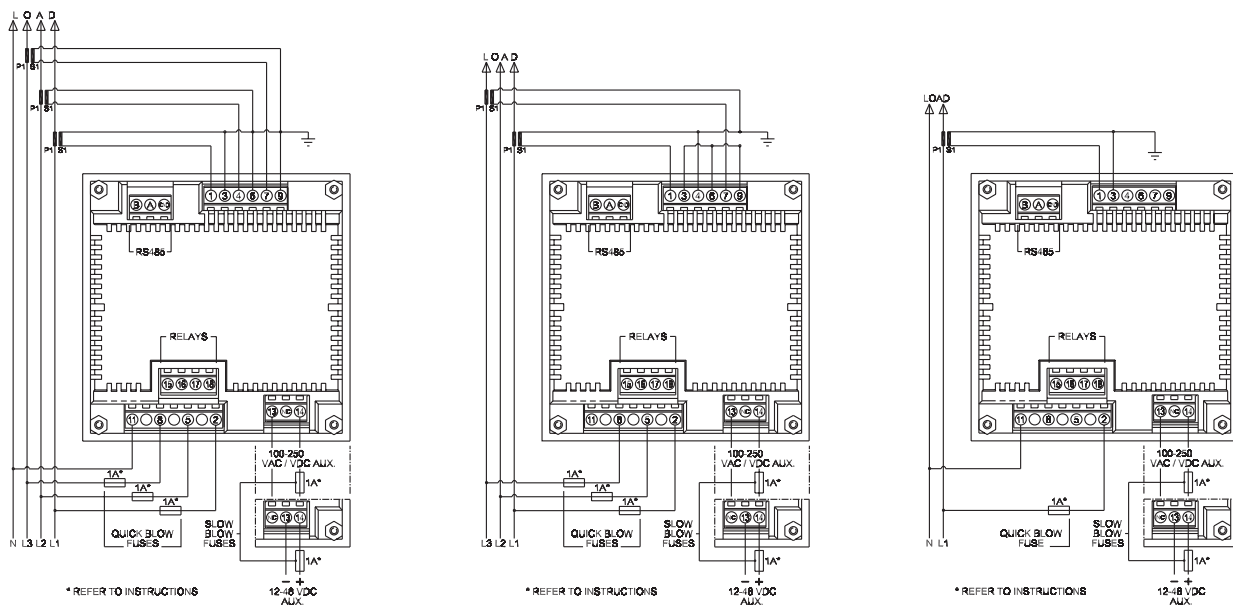 L O A D
P1 S1
P1 S1
P1 S1
1 3 4 6 7 9
B A
RS485
RELAYS
15 16 17 18
13 14
11 8 5 2
100-250
VAC / VDC AUX.
1A*
1A*
1A*
1A*
13 14
QUICK BLOW
FUSES
SLOW
BLOW
FUSES
N L3 L2 L1
1A*
- +
12-48 VDC
AUX.
* REFER TO INSTRUCTIONS
LOAD
P1 S1
P1 S1
1 3 4 6 7 9
B A
RS485
RELAYS
15 16 17 18
13 14
11 8 5 2
100-250
VAC / VDC AUX.
1A*
1A*
1A*
1A*
13 14
QUICK BLOW
FUSES
SLOW
BLOW
FUSES
L3 L2 L1
1A*
- +
12-48 VDC
AUX.
* REFER TO INSTRUCTIONS
LOAD
P1 S1
1 3 4 6 7 9
B A
RS485
RELAYS
15 16 17 18
13 14
11 8 5 2
100-250
VAC / VDC AUX.
1A*
1A*
13 14
QUICK BLOW
FUSE
SLOW
BLOW
FUSES
N L1
1A*
- +
12-48 VDC
AUX.
* REFER TO INSTRUCTIONS